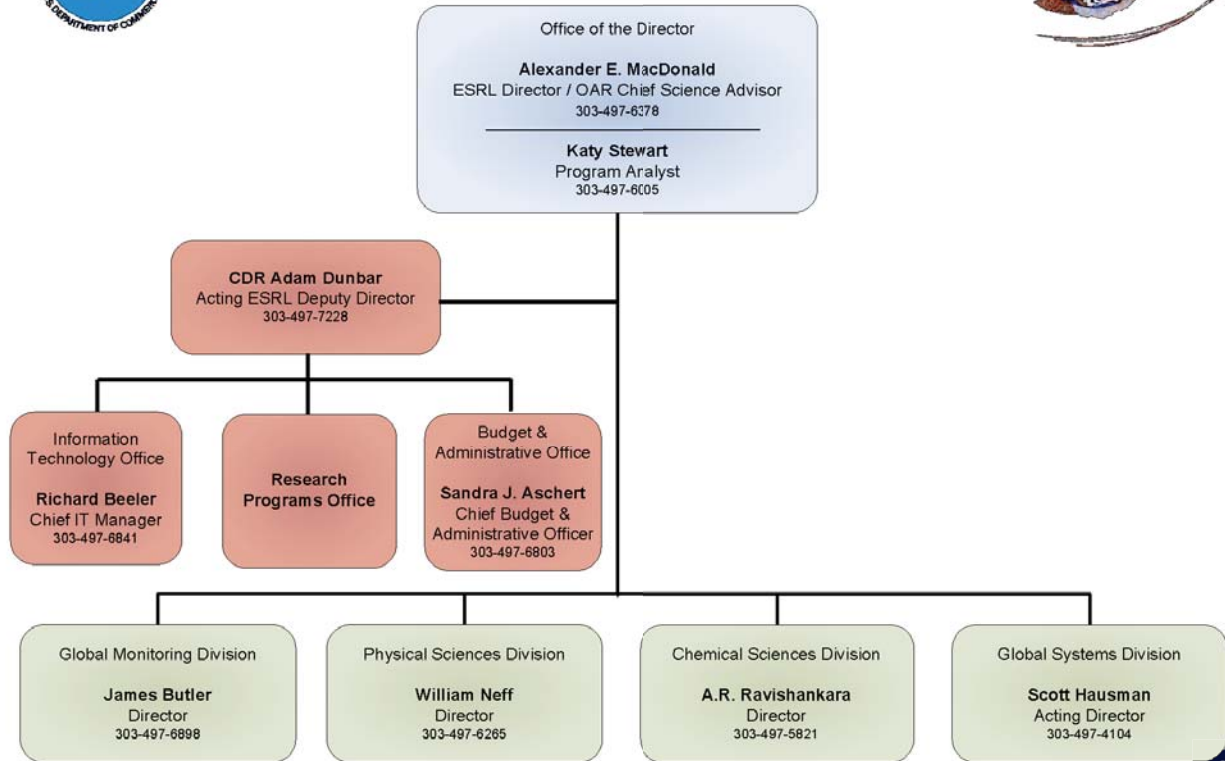 S. DEPARTMENT OF COMMER
Office of the Director
Alexander E. MacDonald
ESRL Director / OAR Chief Science Advisor
303-497-6378
Katy Stewart
Program Analyst
303-497-6005
CDR Adam Dunbar
Acting ESRL Deputy Director
303-497-7228
Information
Technology Office
Richard Beeler
Chief IT Manager
303-497-6841
Research
Programs Office
Budget &
Administrative Office
Sandra J. Aschert
Chief Budget &
Administrative Officer
303-497-6803
Global Monitoring Division
James Butler
Director
303-497-6898
Physical Sciences Division
William Neff
Director
303-497-6265
Chemical Sciences Division
A.R. Ravishankara
Director
303-497-5821
Global Systems Division
Scott Hausman
Acting Director
303-497-4104